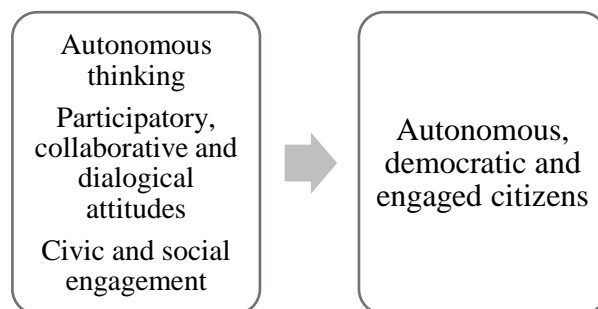 Autonomous
thinking
Participatory,
collaborative and
dialogical
attitudes
Civic and social
engagement
Autonomous,
democratic and
engaged citizens